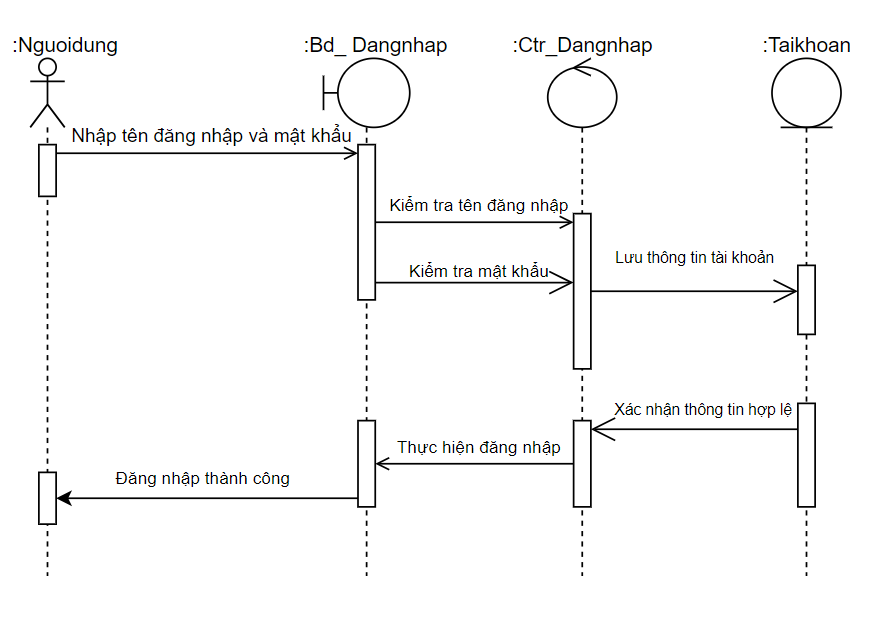 :Nguoidung
:Bd_ Dangnhap
:Ctr_Dangnhap
:Taikhoan
Nhập tên đăng nhập và mật khẩu
Kiểm tra tên đăng nhập
Kiểm tra mật khẩu
Lưu thông tin tài khoản
Xác nhận thông tin hợp lệ
Thực hiện đăng nhập
Đăng nhập thành công